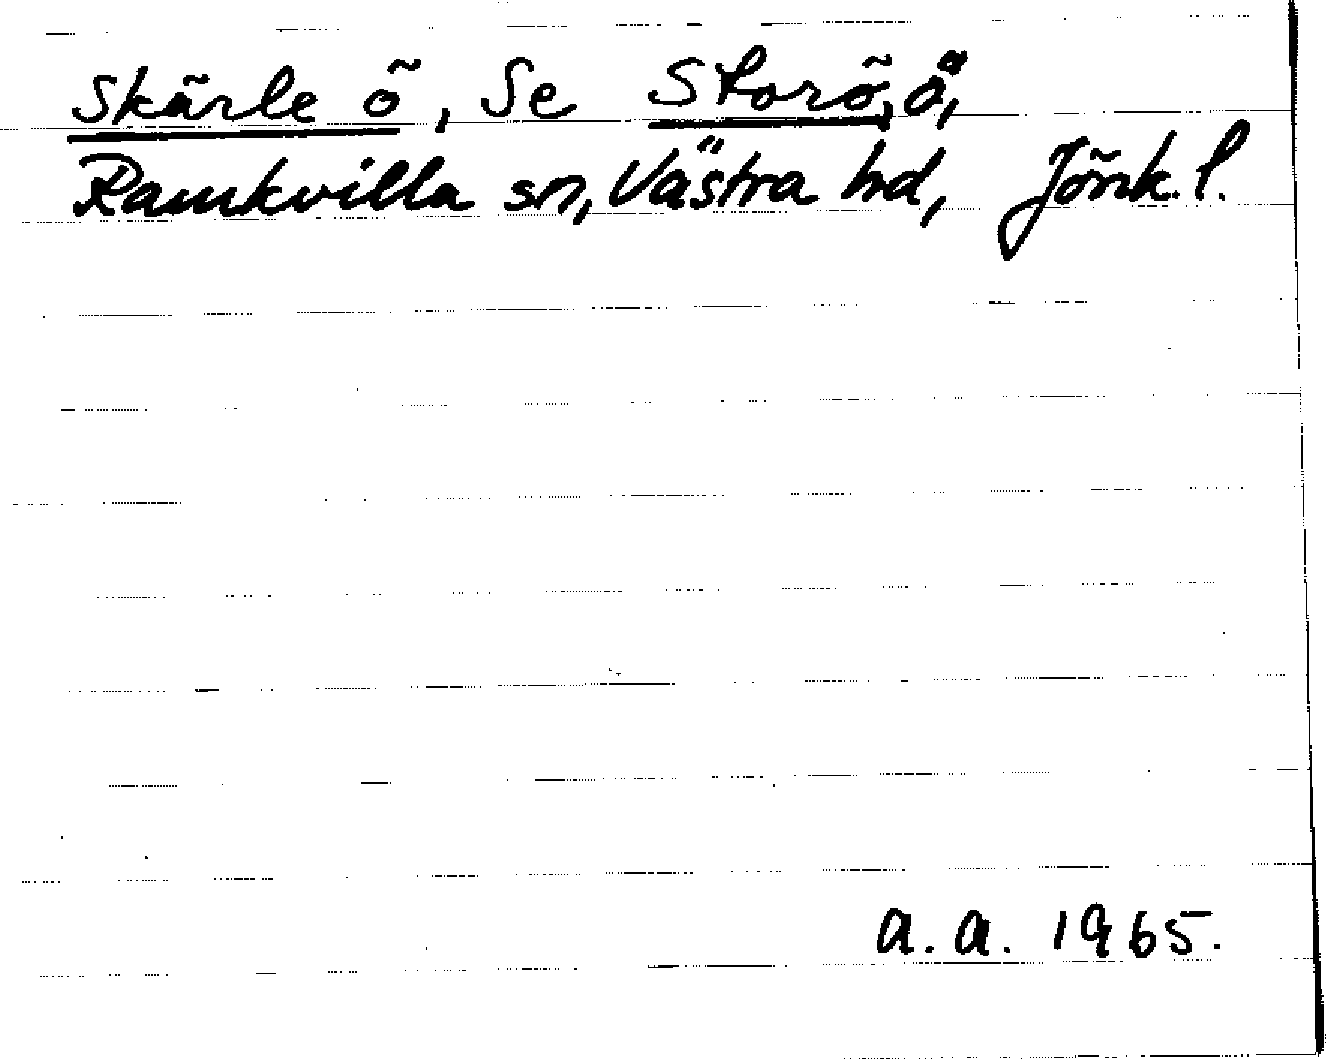 Skärle ö, Se Storö, ö,
Ramkvilla sn, Västra hd, Jönk. l.
a.a. 1965.